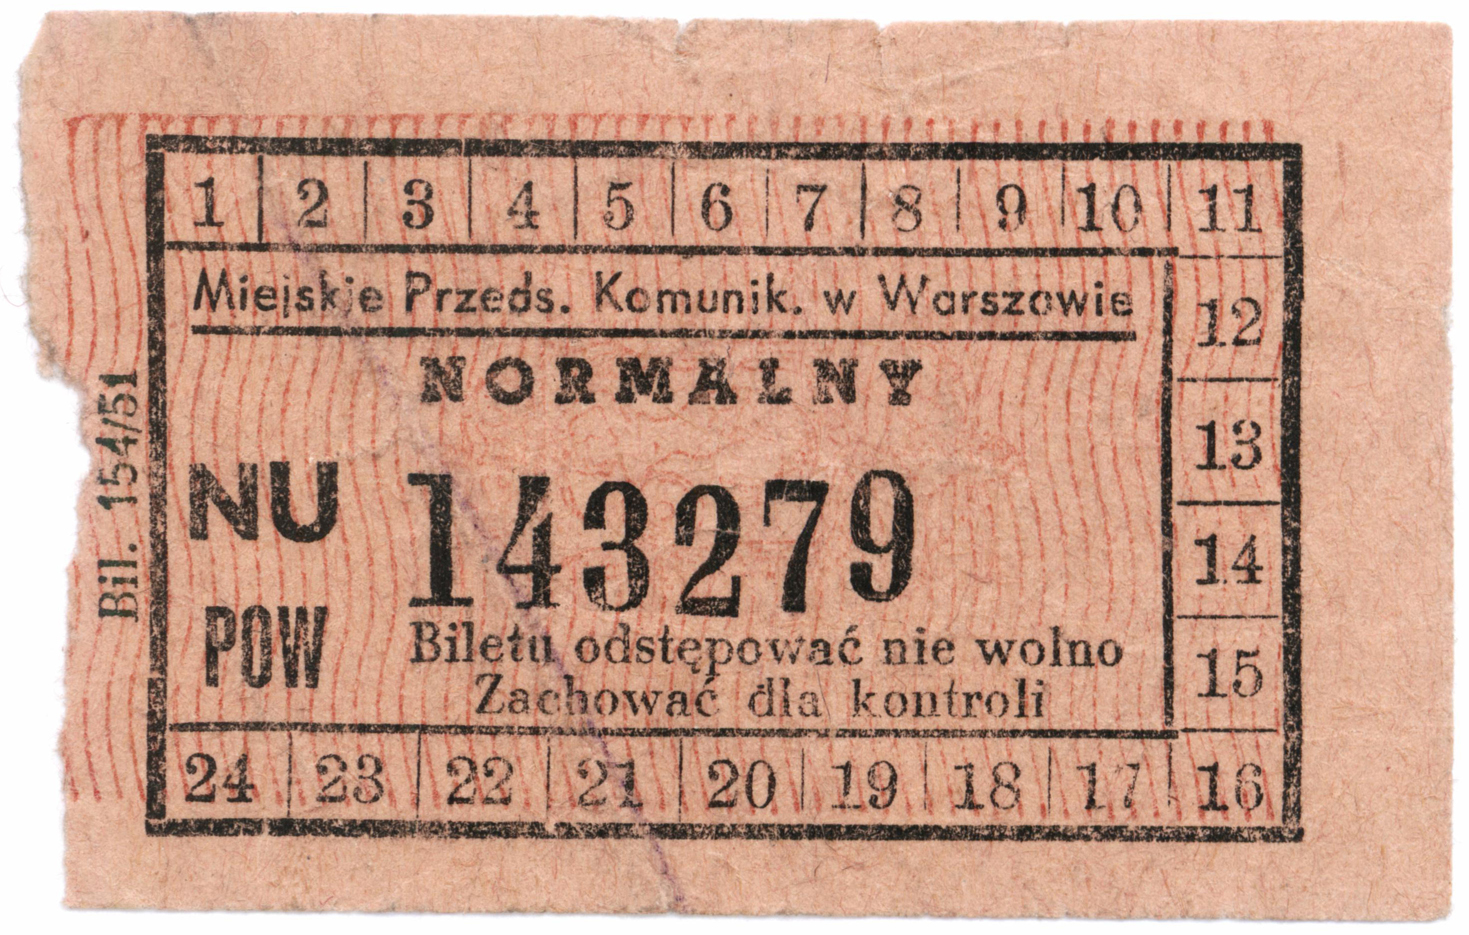 1 2 3 4 5 6 7 8 9 10 11
Miejskie Przeds. Komunik. w Warszawie
12
NORMALNY
13
NU 143279
14
POW
Biletu odstępować nie wolno
15
Zachować dla kontroli
24 23 22 21 20 19 18 17 16
Bil. 154/51